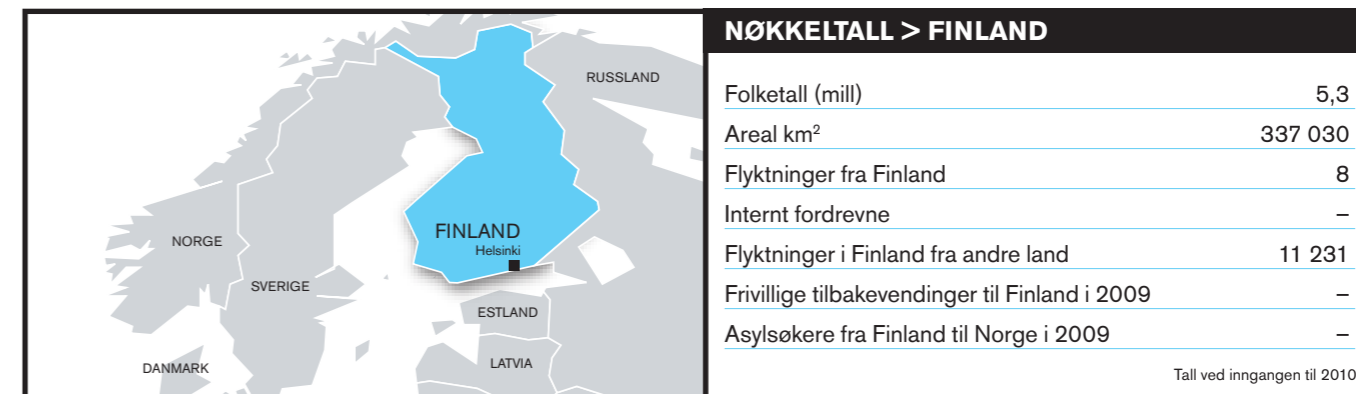 NØKKELTALL > FINLAND
Folketall (mill) 5,3
Areal km² 337 030
Flyktninger fra Finland 8
Internt fordrevne –
Flyktninger i Finland fra andre land 11 231
Frivillige tilbakevendinger til Finland i 2009 –
Asylsøkere fra Finland til Norge i 2009 –
Tall ved inngangen til 2010
RUSSLAND
FINLAND
Helsinki
NORGE
SVERIGE
ESTLAND
LATVIA
DANMARK